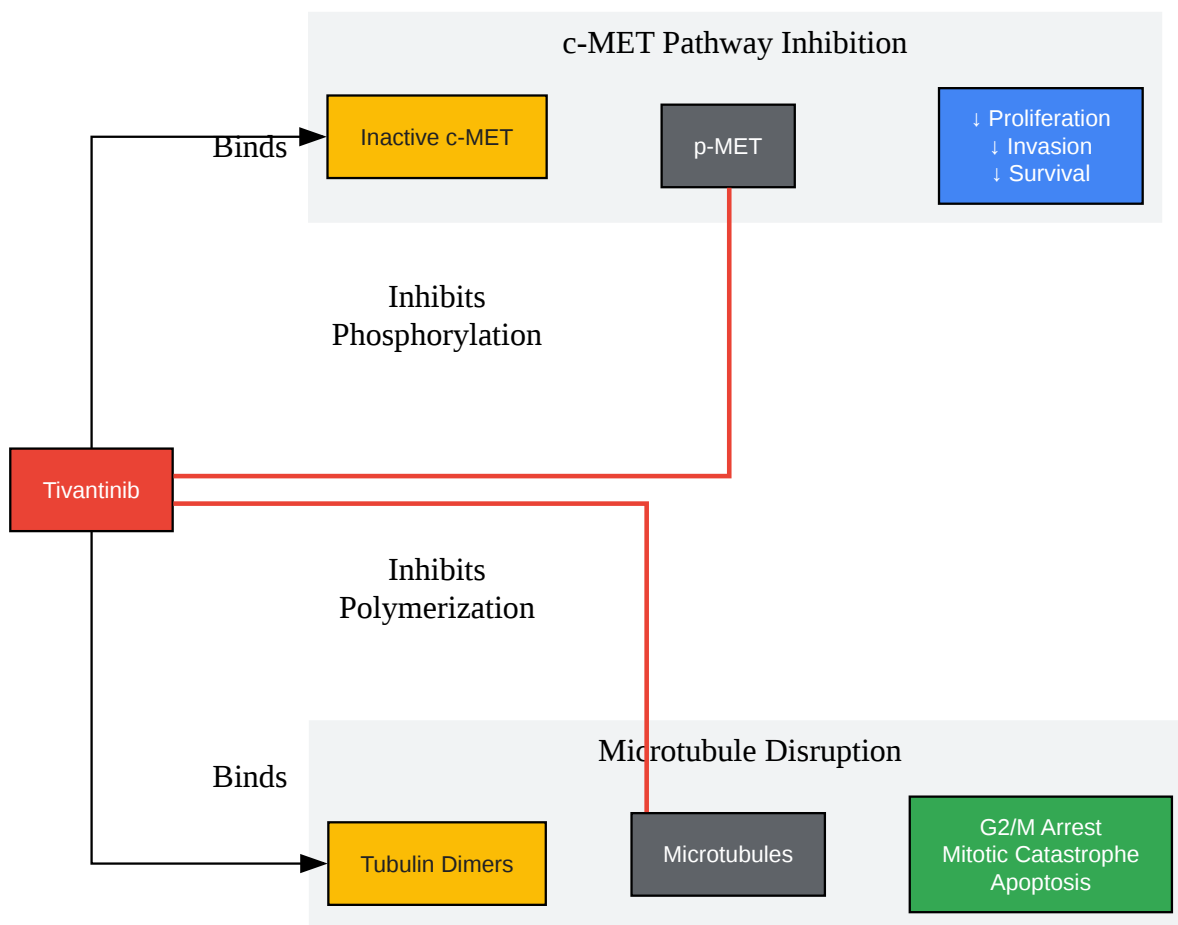 c-MET Pathway Inhibition
Binds
Inactive c-MET
p-MET
↓ Proliferation
↓ Invasion
↓ Survival
Inhibits
Phosphorylation
Tivantinib
Inhibits
Polymerization
Microtubule Disruption
Binds
Tubulin Dimers
Microtubules
G2/M Arrest
Mitotic Catastrophe
Apoptosis